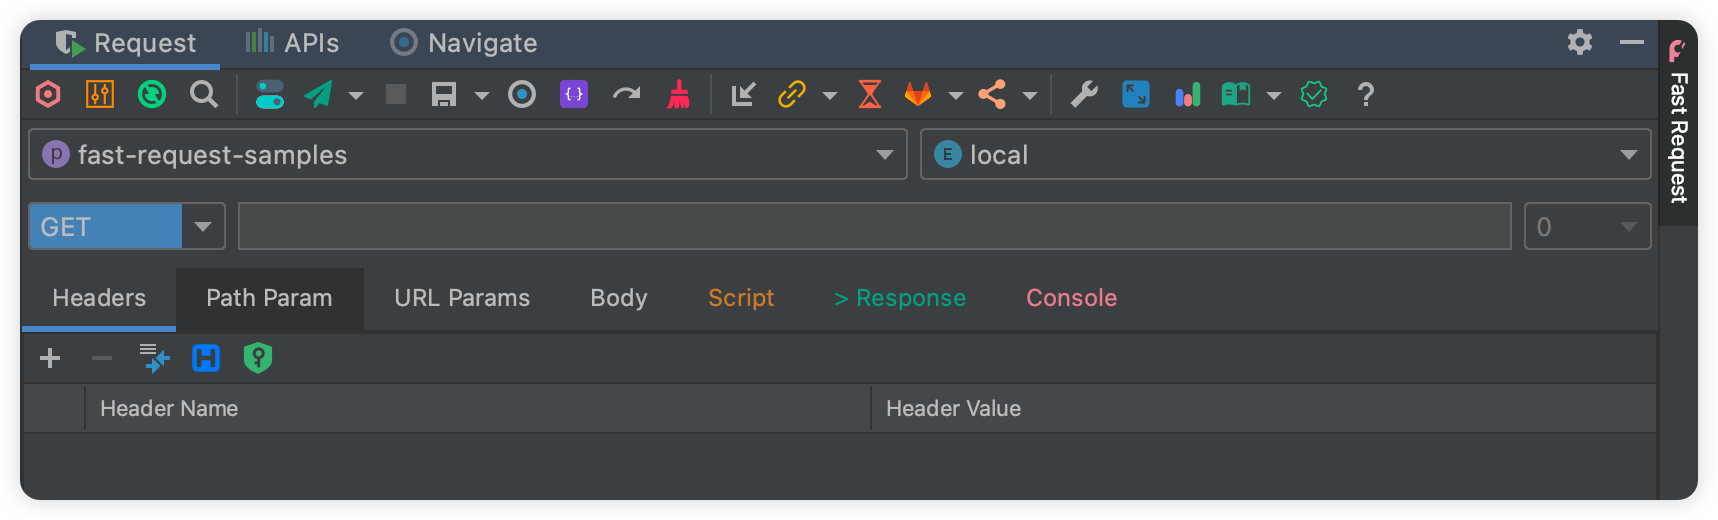 Request APIs Navigate
Fast Request
{·} ?
p fast-request-samples E local
GET 0
Headers Path Param URL Params Body Script > Response Console
H
Header Name Header Value